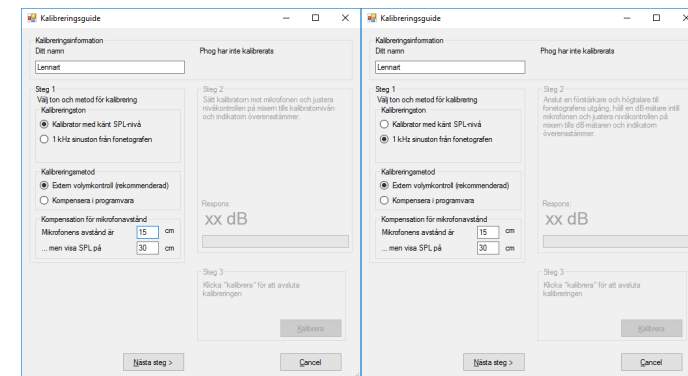 Kalibreringsguide
Kalibreringsinformation
Ditt namn
Phog har inte kalibrerats
Lennart
Steg 1
Välj ton och metod för kalibrering
Kalibreringston
Kalibrator med känt SPL-nivå
1 kHz sinuston från fonetografen
Kalibreringsmetod
Extern volymkontroll (rekommenderad)
Kompensera i programvara
Kompensation för mikrofonavstånd
Mikrofonens avstånd är 15 cm
... men visa SPL på 30 cm
Steg 2
Sätt kalibratorn mot mikrofonen och justera
nivåkontrollen på mixern tills kalibratornivån
och indikatorn överensstämmer.
Respons:
xx dB
Steg 3
Klicka "kalibrera" för att avsluta
kalibreringen
Kalibrera
Nästa steg >
Cancel
Kalibreringsguide
Kalibreringsinformation
Ditt namn
Phog har inte kalibrerats
Lennart
Steg 1
Välj ton och metod för kalibrering
Kalibreringston
Kalibrator med känt SPL-nivå
1 kHz sinuston från fonetografen
Kalibreringsmetod
Extern volymkontroll (rekommenderad)
Kompensera i programvara
Kompensation för mikrofonavstånd
Mikrofonens avstånd är 15 cm
... men visa SPL på 30 cm
Steg 2
Anslut en förstärkare och högtalare till
fonetografens utgång, håll en dB-mätare intill
mikrofonen och justera nivåkontrollen på
mixern tills dB-mätaren och indikatorn
överensstämmer.
Respons:
xx dB
Steg 3
Klicka "kalibrera" för att avsluta
kalibreringen
Kalibrera
Nästa steg >
Cancel